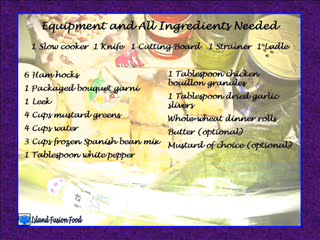 Equipment and All Ingredients Needed
1 Slow cooker 1 Knife 1 Cutting Board 1 Strainer 1 Ladle
6 Ham hocks
1 Packaged bouquet garni
1 Leek
4 Cups mustard greens
4 Cups water
3 Cups frozen Spanish bean mix
1 Tablespoon white pepper
1 Tablespoon chicken
bouillon granules
1 Tablespoon dried garlic
slivers
Whole-wheat dinner rolls
Butter (optional)
Mustard of choice (optional)
Island Fusion Food